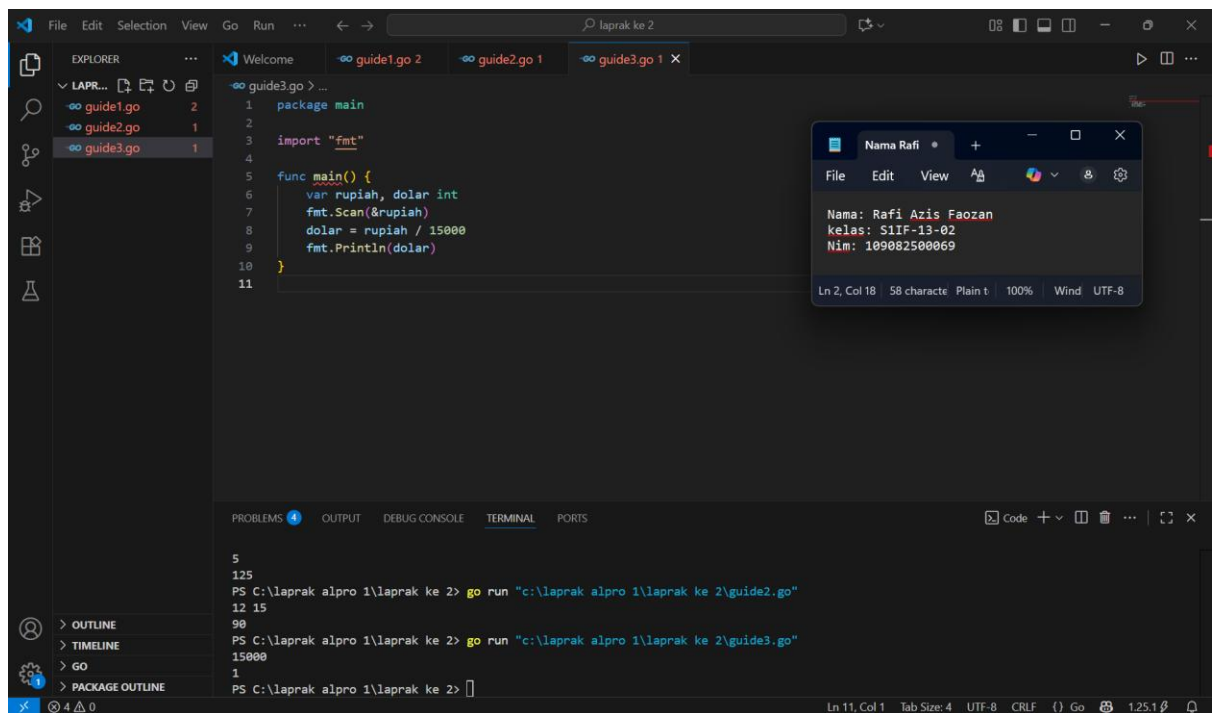 File Edit Selection View Go Run ... laprak ke 2
EXPLORER ...
LAPR...
guide1.go 2
guide2.go 1
guide3.go 1
Welcome guide1.go 2 guide2.go 1 guide3.go 1
guide3.go > ...
1 package main
2
3 import "fmt"
4
5 func main() {
6 var rupiah, dolar int
7 fmt.Scan(&rupiah)
8 dolar = rupiah / 15000
9 fmt.Println(dolar)
10 }
11
Nama Rafi
File Edit View
Nama: Rafi Azis Faozan
kelas: S1IF-13-02
Nim: 109082500069
Ln 2, Col 18 58 characte Plain t 100% Wind UTF-8
PROBLEMS 4 OUTPUT DEBUG CONSOLE TERMINAL PORTS
Code
5
125
PS C:\laprak alpro 1\laprak ke 2> go run "c:\laprak alpro 1\laprak ke 2\guide2.go"
12 15
90
PS C:\laprak alpro 1\laprak ke 2> go run "c:\laprak alpro 1\laprak ke 2\guide3.go"
15000
1
PS C:\laprak alpro 1\laprak ke 2>
OUTLINE
TIMELINE
GO
PACKAGE OUTLINE
1
4 0 Ln 11, Col 1 Tab Size: 4 UTF-8 CRLF {} Go 1.25.1